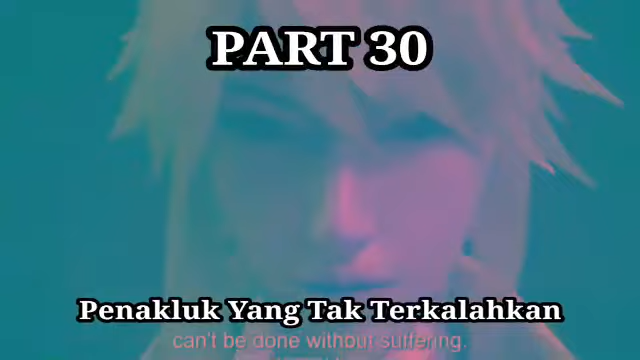 PART 30
Penakluk Yang Tak Terkalahkan
can't be done without suffering.